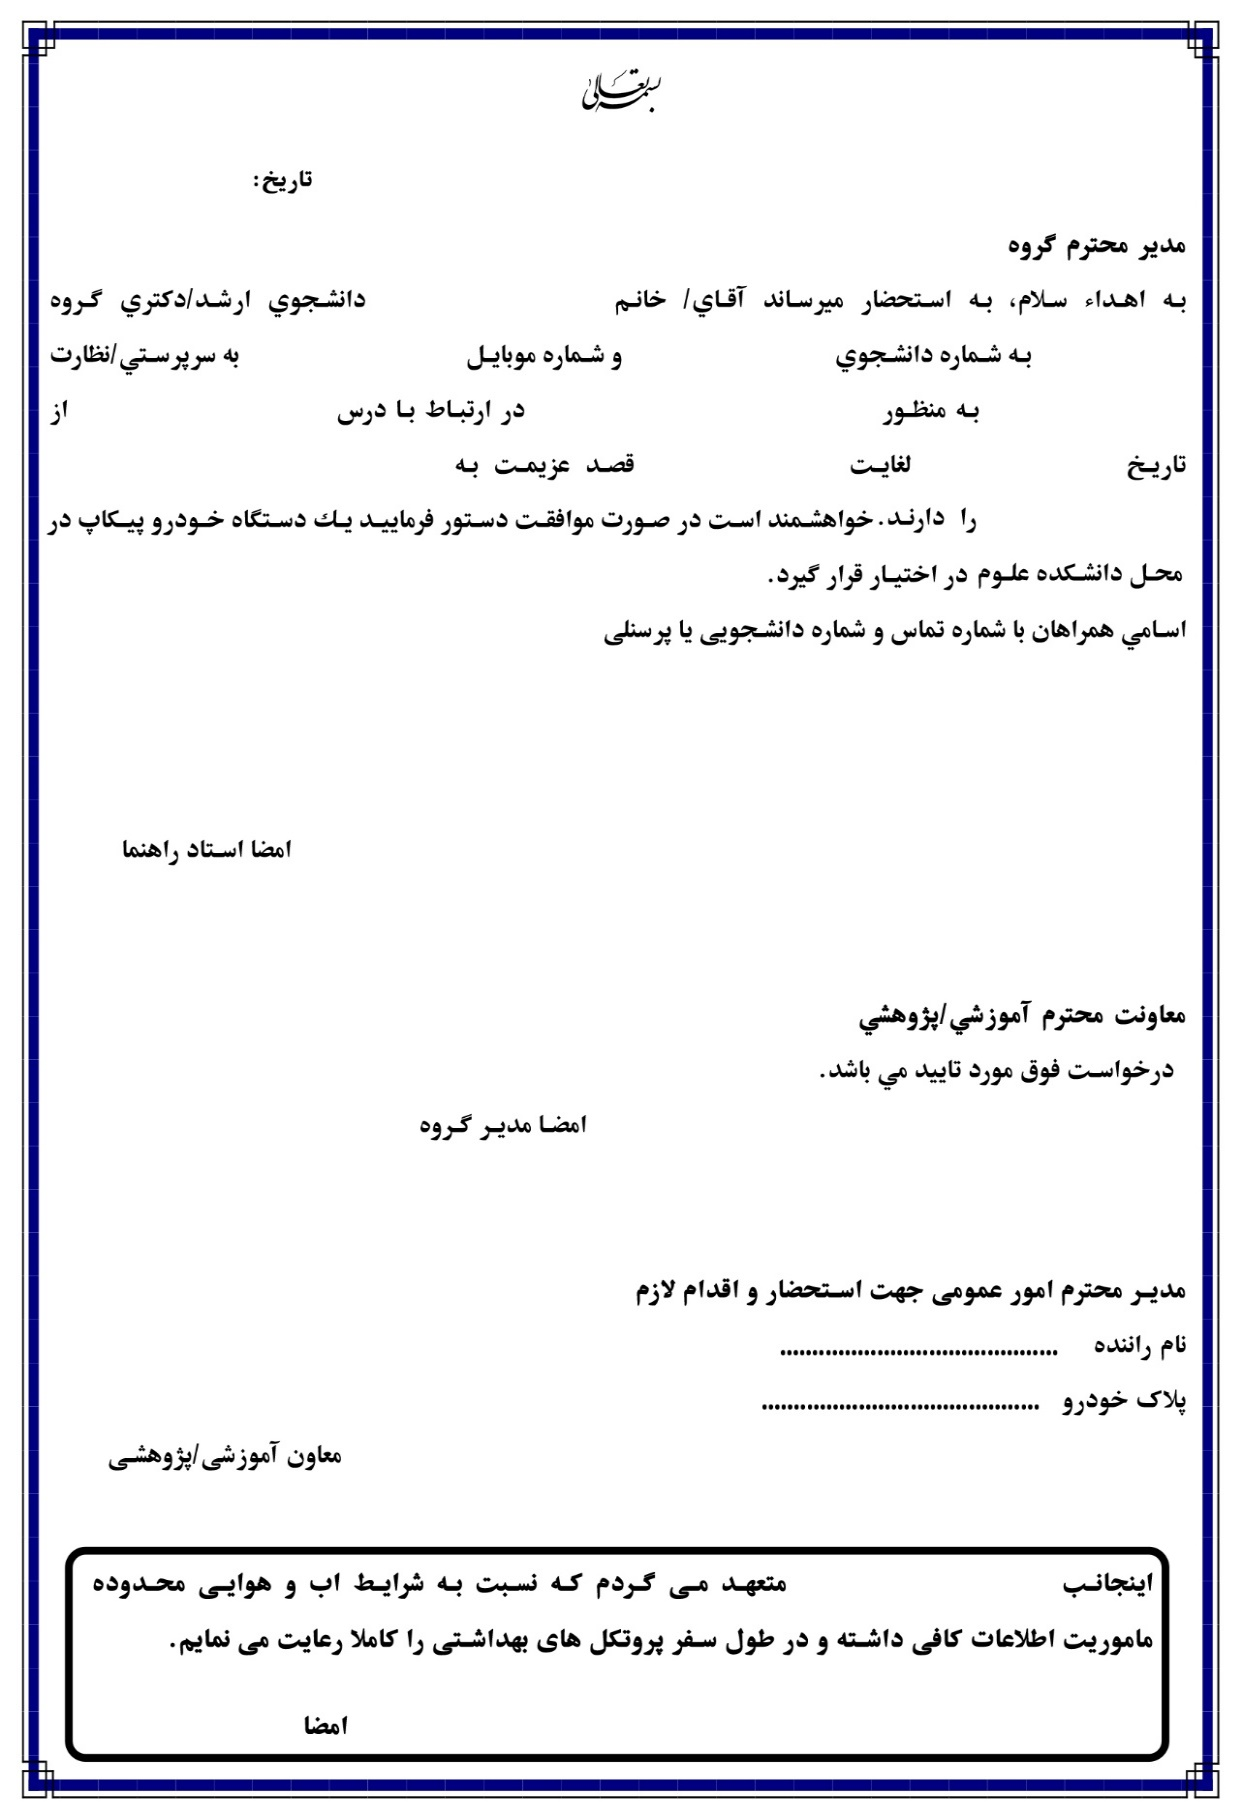 بسمه تعالی
تاریخ:
مدیر محترم گروه
به اهداء سلام، به استحضار میرساند آقاي/ خانم دانشجوي ارشد/دکتري گروه
به شماره دانشجوي و شماره موبایل به سرپرستي/نظارت
به منظور در ارتباط با درس از
تاریخ لغایت قصد عزیمت به
را دارند. خواهشمند است در صورت موافقت دستور فرمایید یك دستگاه خودرو پیکاپ در
محل دانشکده علوم در اختیار قرار گیرد.
اسامي همراهان با شماره تماس و شماره دانشجویی یا پرسنلی
امضا استاد راهنما
معاونت محترم آموزشي/پژوهشي
درخواست فوق مورد تایید مي باشد.
امضا مدیر گروه
مدیر محترم امور عمومی جهت استحضار و اقدام لازم
نام راننده ............................................
پلاک خودرو ............................................
معاون آموزشی/پژوهشی
اینجانب متعهد می گردم که نسبت به شرایط اب و هوایی محدوده
ماموریت اطلاعات کافی داشته و در طول سفر پروتکل های بهداشتی را کاملا رعایت می نمایم.
امضا